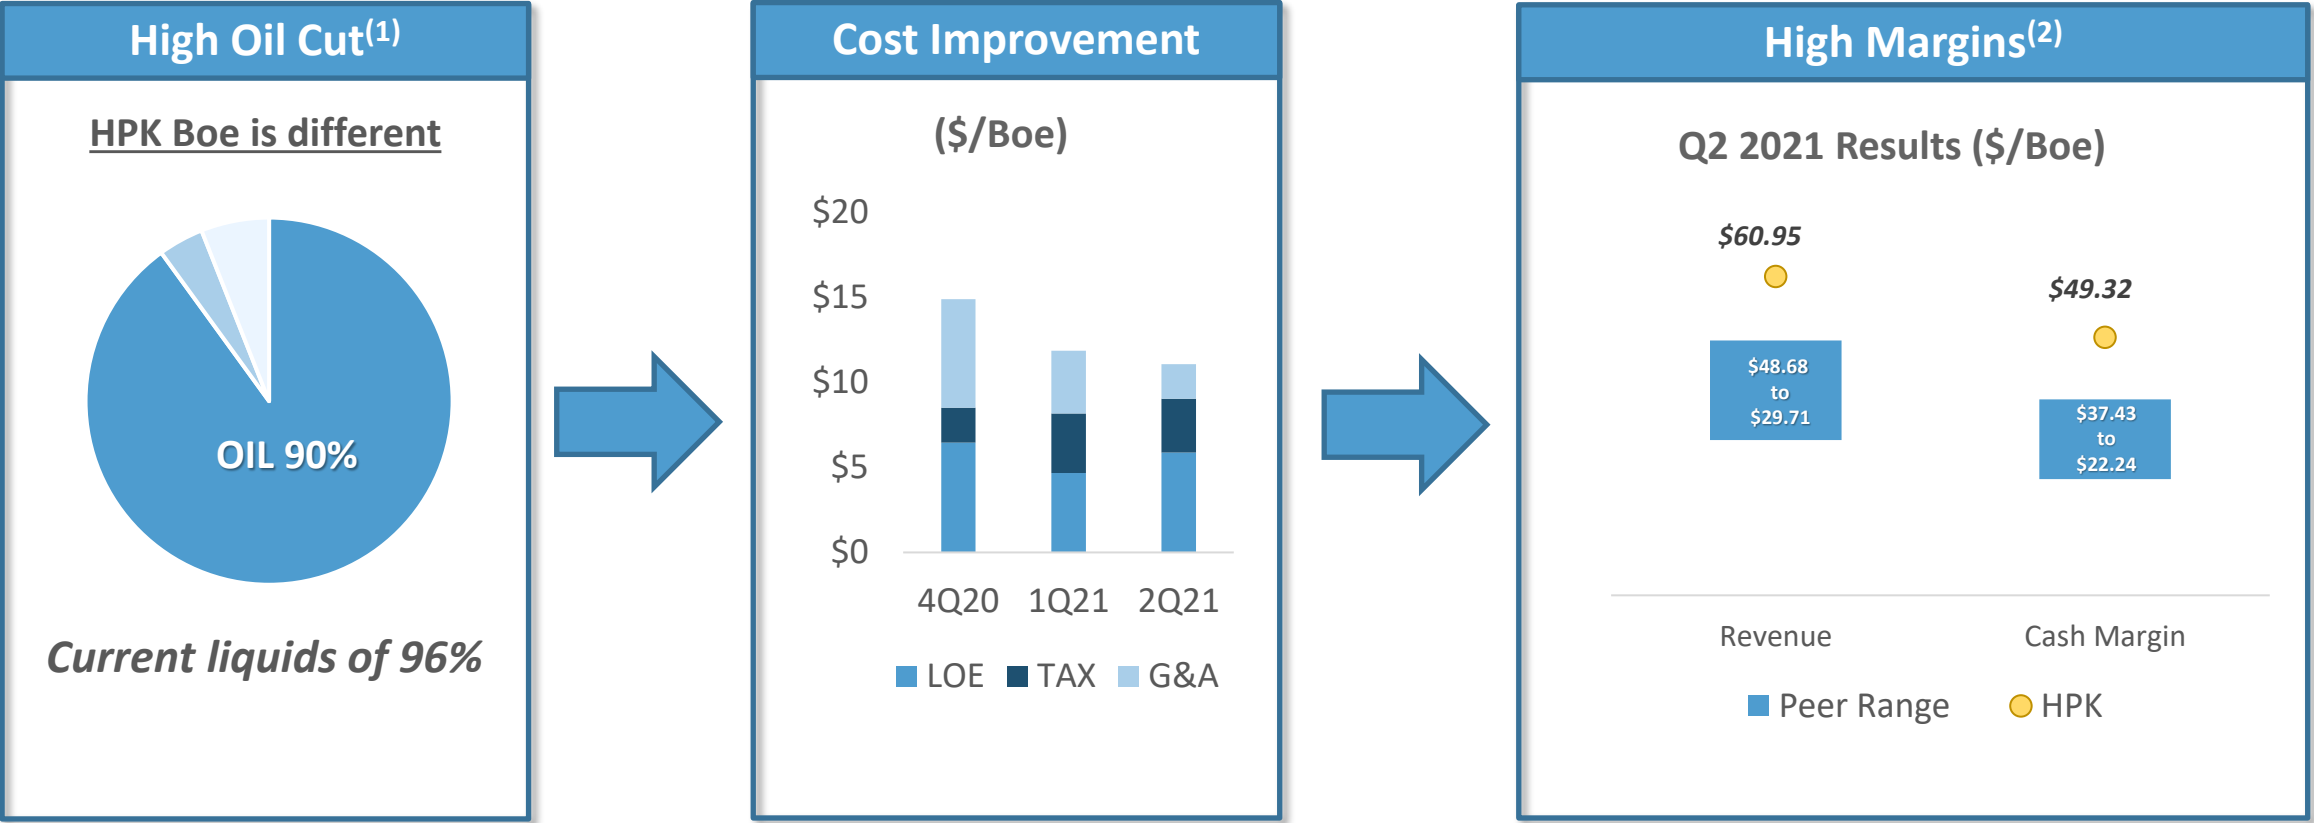 High Oil Cut(1)
HPK Boe is different
OIL 90%
Current liquids of 96%
Cost Improvement
($/Boe)
$20
$15
$10
$5
$0
4Q20 1Q21 2Q21
LOE TAX G&A
High Margins(2)
Q2 2021 Results ($/Boe)
$60.95
$49.32
$48.68
to
$29.71
$37.43
to
$22.24
Revenue Cash Margin
Peer Range HPK